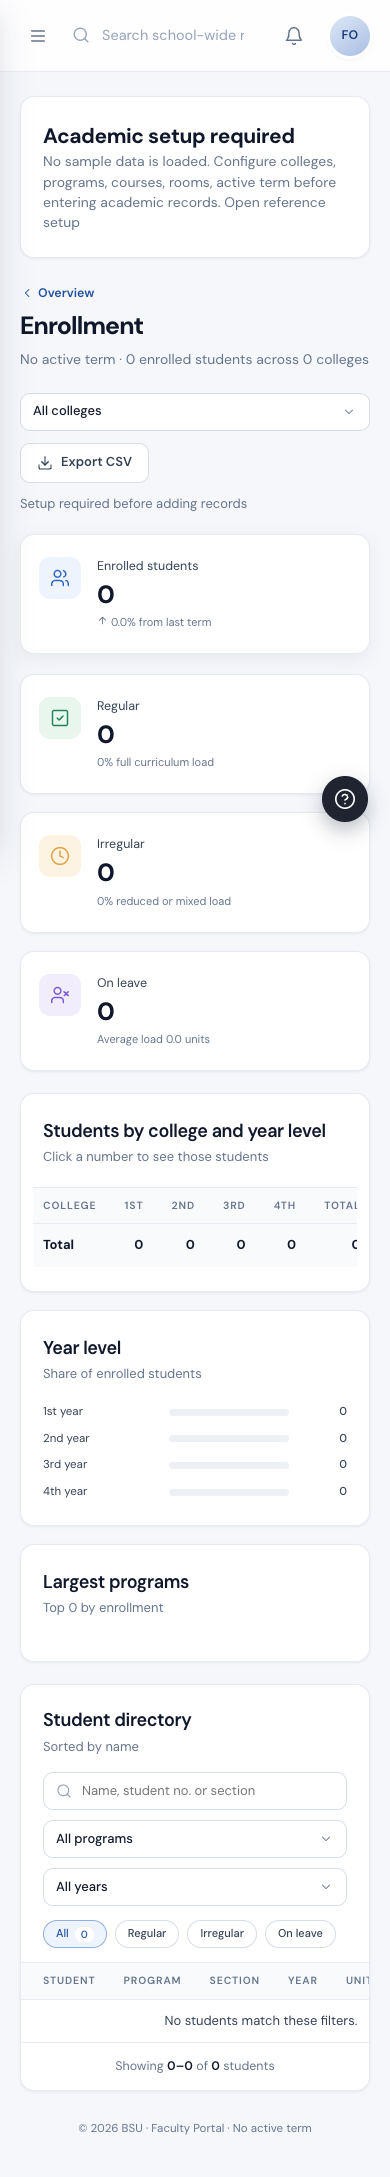 Search school-wide r
FO
Academic setup required
No sample data is loaded. Configure colleges,
programs, courses, rooms, active term before
entering academic records. Open reference
setup
Overview
Enrollment
No active term · 0 enrolled students across 0 colleges
All colleges
Export CSV
Setup required before adding records
Enrolled students
0
↑ 0.0% from last term
Regular
0
0% full curriculum load
Irregular
0
0% reduced or mixed load
On leave
0
Average load 0.0 units
Students by college and year level
Click a number to see those students
COLLEGE 1ST 2ND 3RD 4TH TOTAL
Total 0 0 0 0 0
Year level
Share of enrolled students
1st year 0
2nd year 0
3rd year 0
4th year 0
Largest programs
Top 0 by enrollment
Student directory
Sorted by name
Name, student no. or section
All programs
All years
All 0 Regular Irregular On leave
STUDENT PROGRAM SECTION YEAR UNIT
No students match these filters.
Showing 0–0 of 0 students
© 2026 BSU · Faculty Portal · No active term